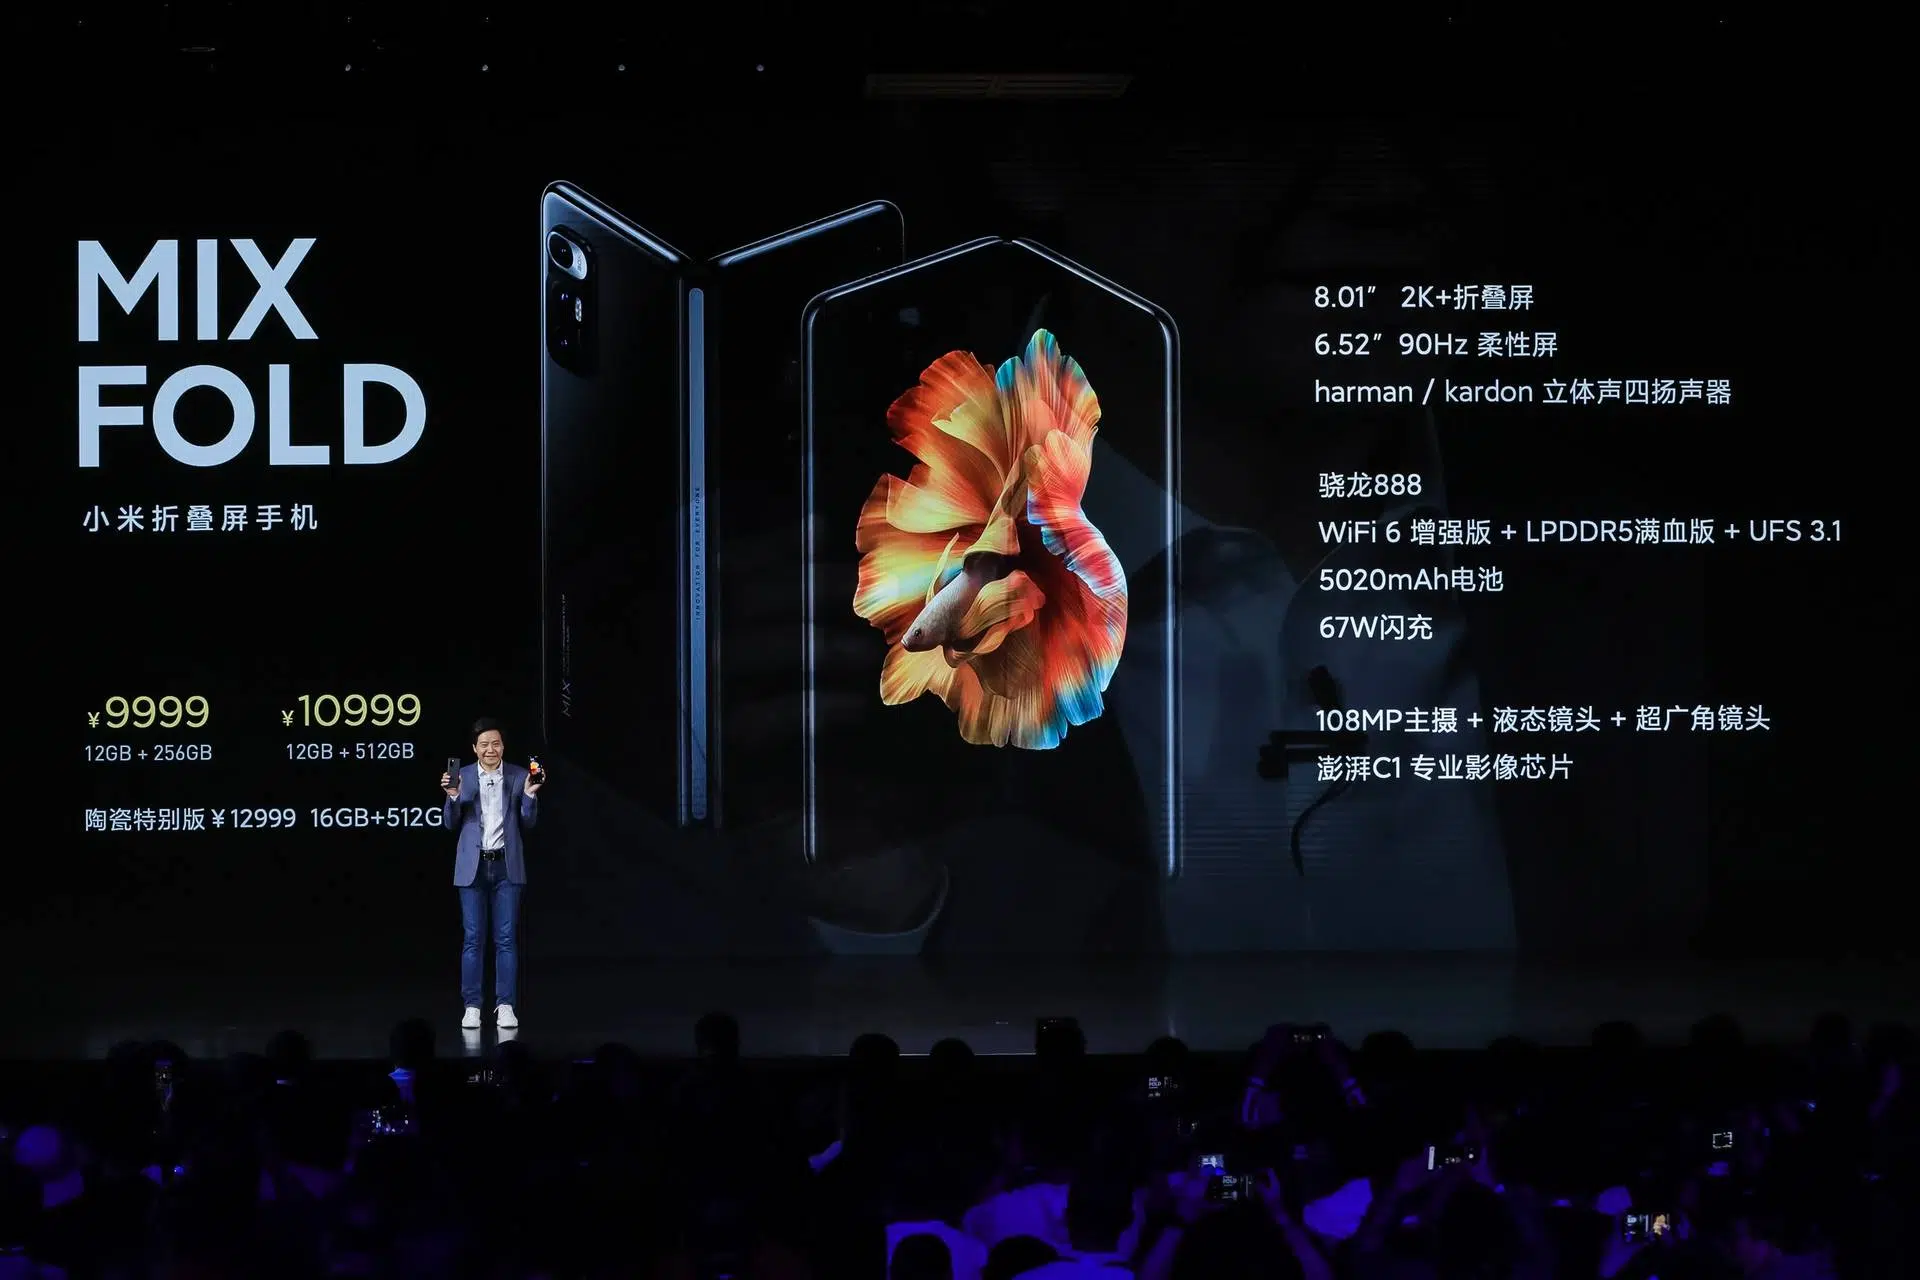 MIX
FOLD
小米折叠屏手机
¥9999
12GB + 256GB
¥10999
12GB + 512GB
陶瓷特别版¥12999 16GB+512G
INNOVATION FOR EVERYONE
MIX
8.01” 2K+折叠屏
6.52” 90Hz 柔性屏
harman / kardon 立体声四扬声器
骁龙888
WiFi 6 增强版 + LPDDR5满血版 + UFS 3.1
5020mAh电池
67W闪充
108MP主摄 + 液态镜头 + 超广角镜头
澎湃C1 专业影像芯片